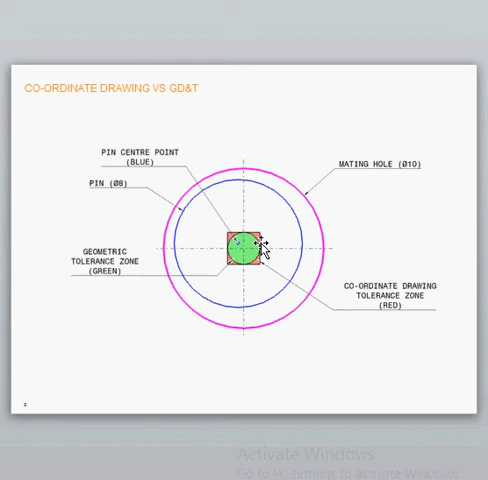 CO-ORDINATE DRAWING VS GD&T
PIN CENTRE POINT
(BLUE)
MATING HOLE (Ø10)
PIN (Ø8)
GEOMETRIC
TOLERANCE ZONE
(GREEN)
CO-ORDINATE DRAWING
TOLERANCE ZONE
(RED)
Activate Windows
Go to PC settings to activate Windows.